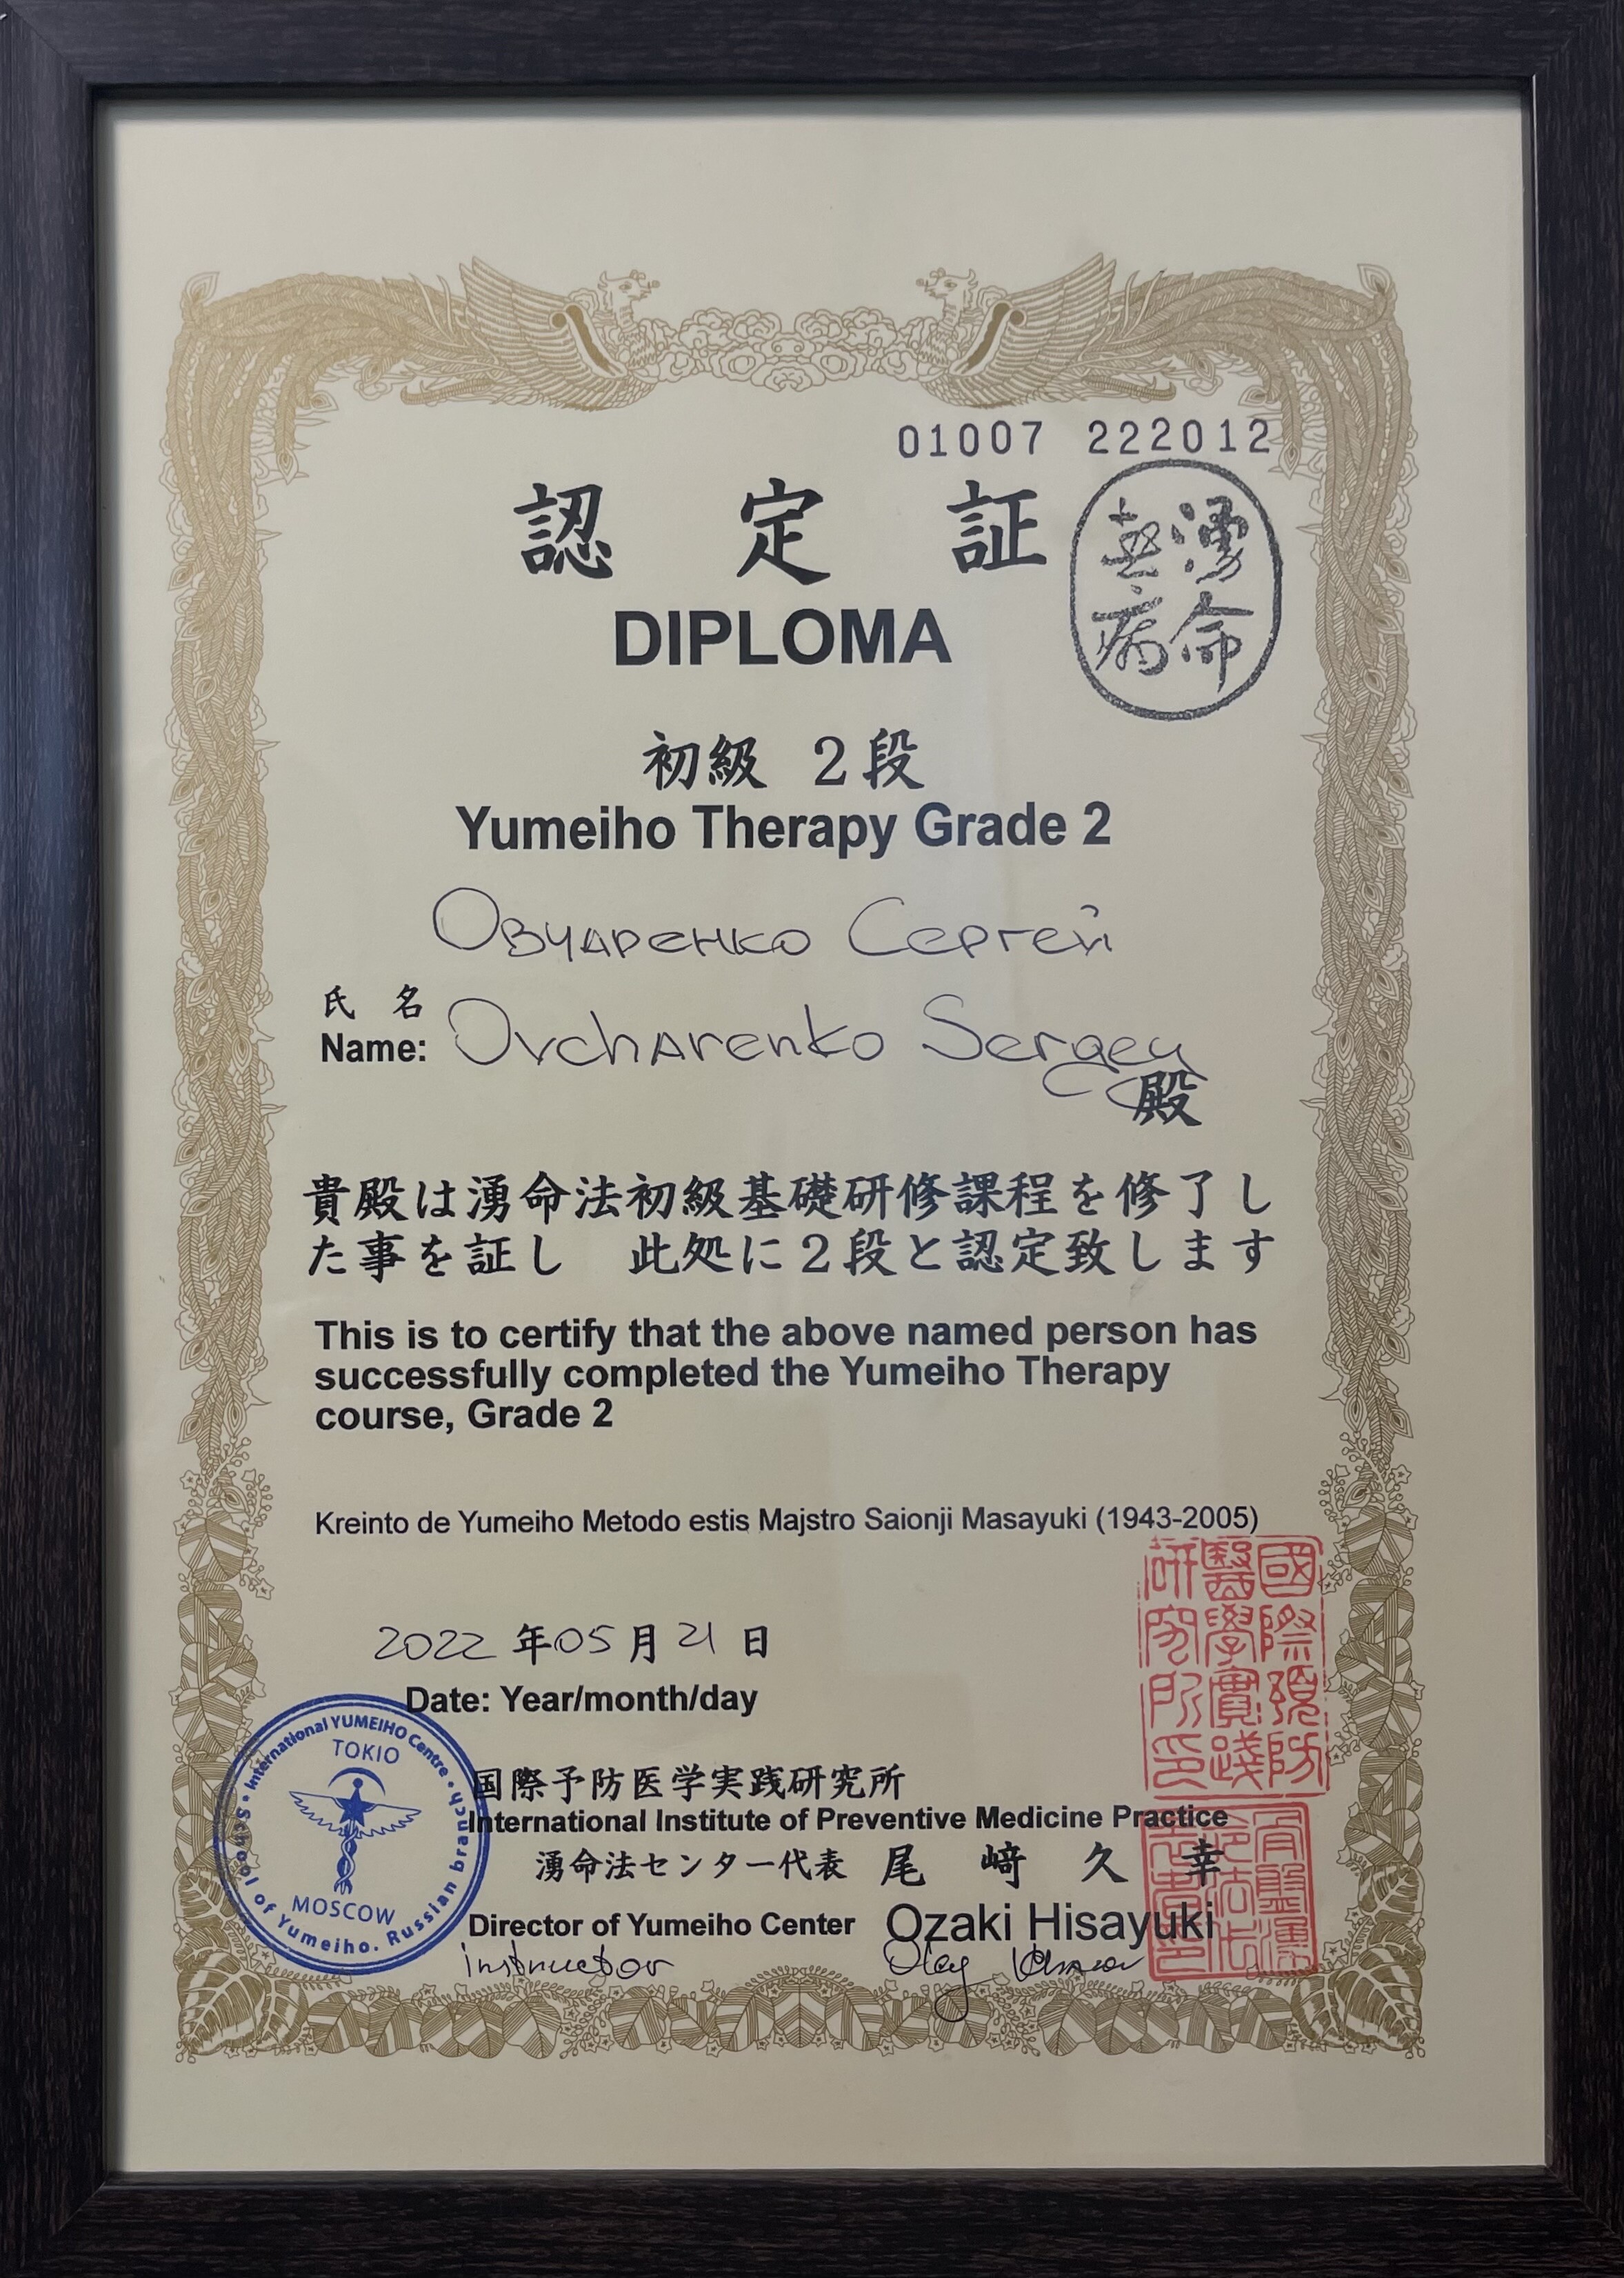 01007 222012
認定証
湧命
無病
DIPLOMA
初級 2段
Yumeiho Therapy Grade 2
Овчаренко Сергей
氏名
Name: Ovcharenko Sergey
殿
貴殿は湧命法初級基礎研修課程を修了し
た事を証し 此処に2段と認定致します
This is to certify that the above named person has
successfully completed the Yumeiho Therapy
course, Grade 2
Kreinto de Yumeiho Metodo estis Majstro Saionji Masayuki (1943-2005)
國際預防
醫學實踐
研究所印
2022 年 05 月 21 日
Date: Year/month/day
International YUMEIHO Centre • School of Yumeiho. Russian branch •
TOKIO
MOSCOW
国際予防医学実践研究所
International Institute of Preventive Medicine Practice
湧命法センター代表 尾﨑久幸
Director of Yumeiho Center Ozaki Hisayuki
instructor Oleg